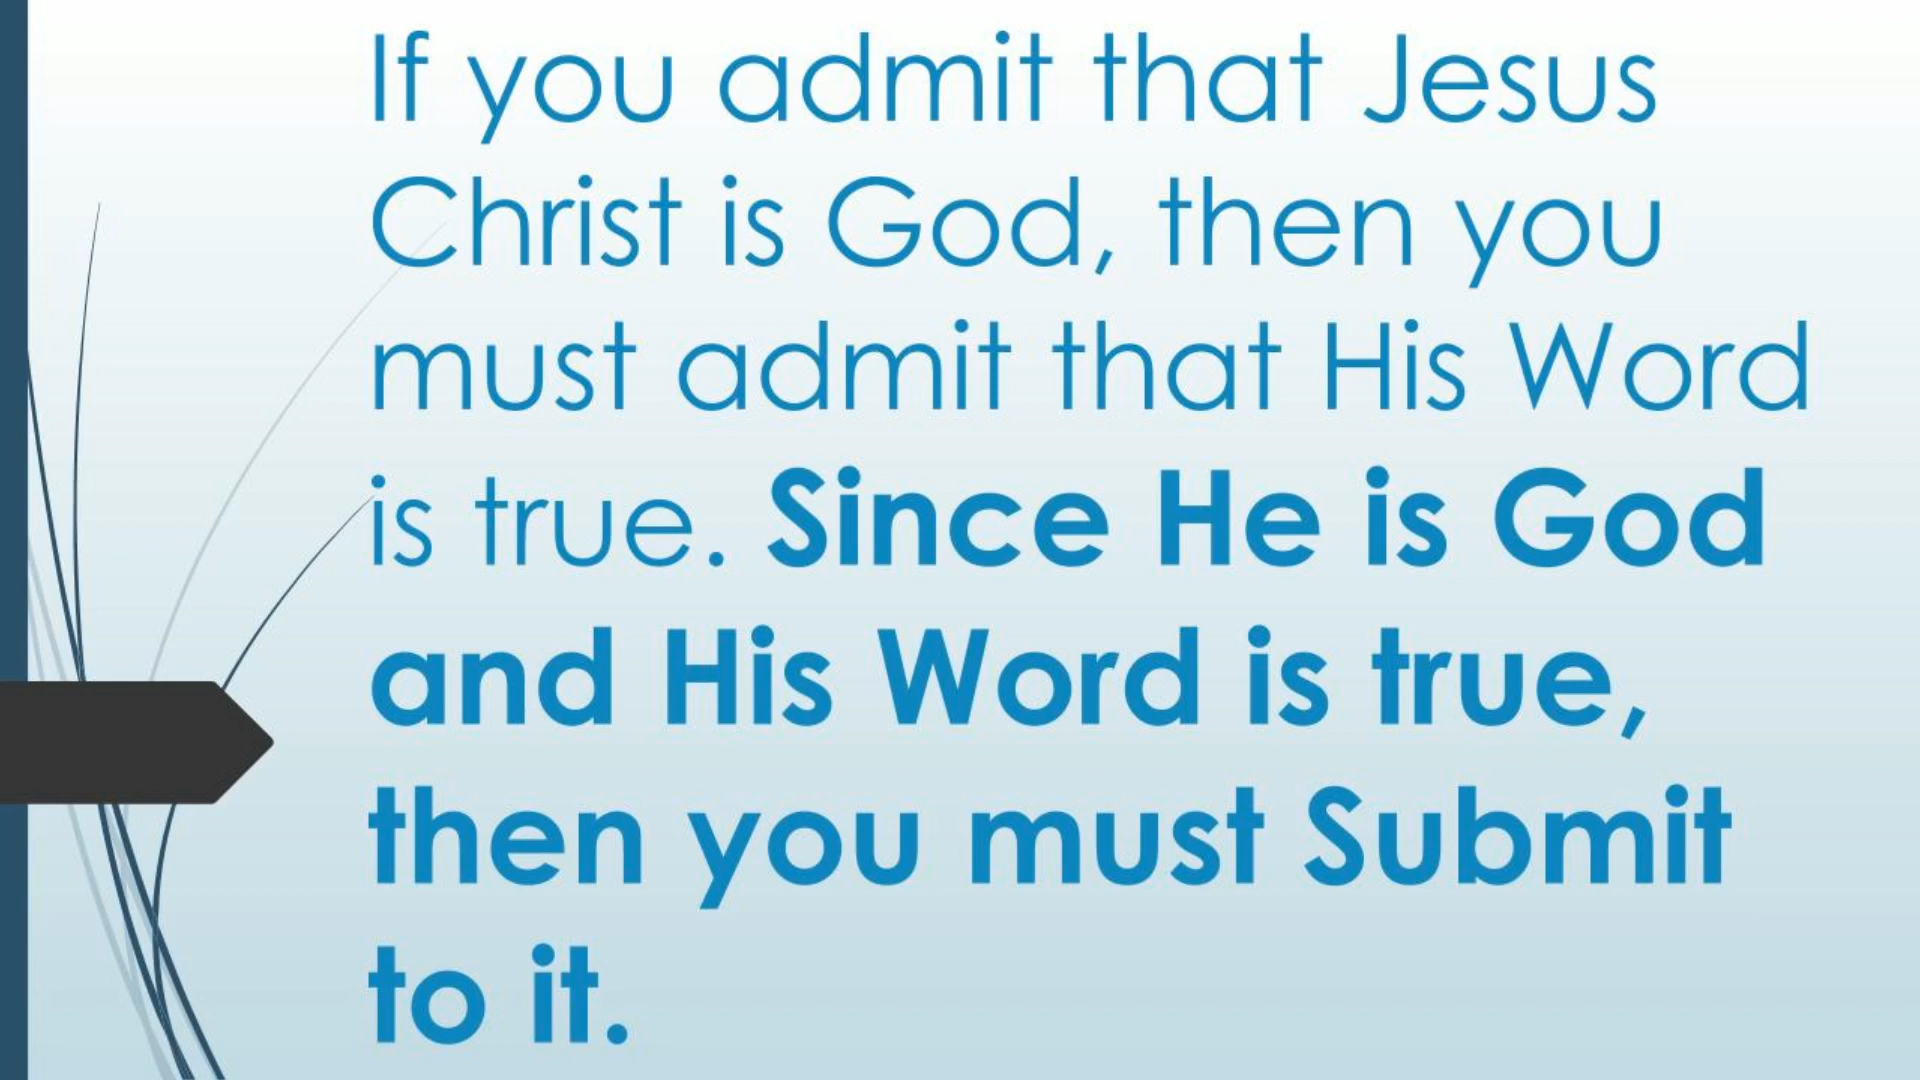 If you admit that Jesus
Christ is God, then you
must admit that His Word
is true. Since He is God
and His Word is true,
then you must Submit
to it.